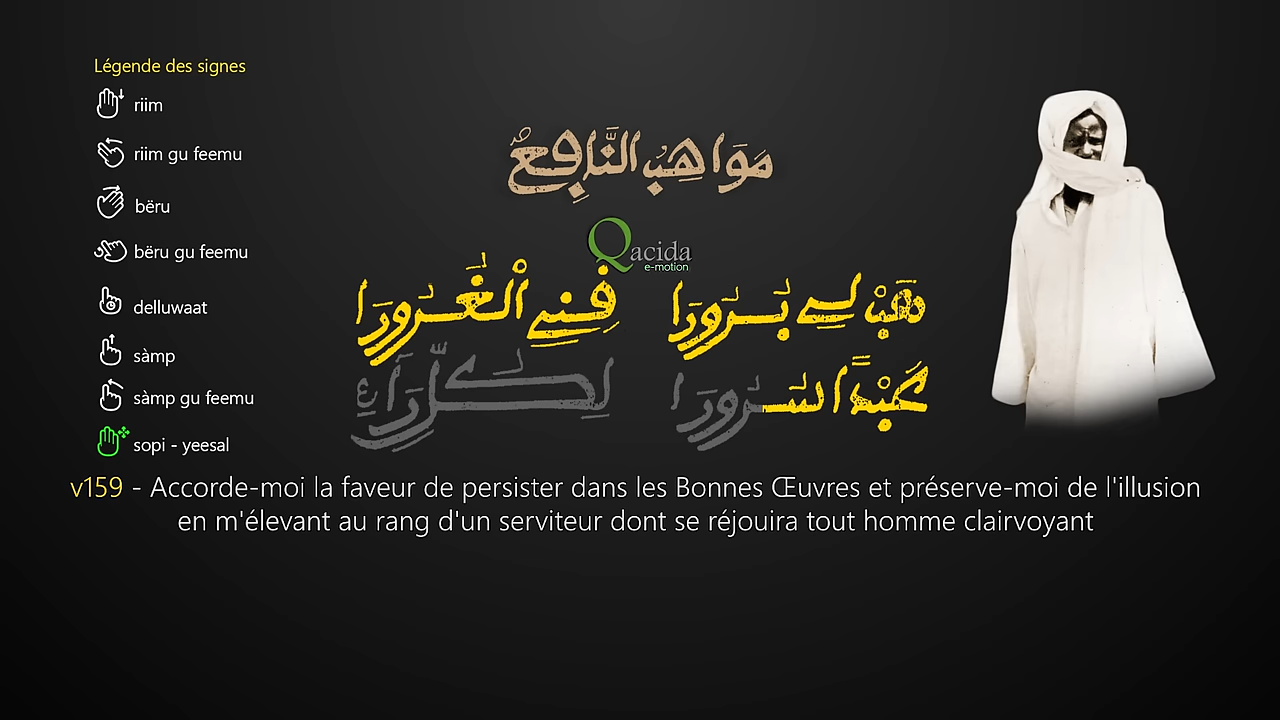 Légende des signes
riim
riim gu feemu
bëru
bëru gu feemu
delluwaat
sàmp
sàmp gu feemu
sopi - yeesal
مَوَاهِبُ النَّافِعُ
Qacida
e-motion
هَبْ لِي بُرُورَا قِنِي الْغُرُورَا
لِكُلِّ رَاءِ
v159 - Accorde-moi la faveur de persister dans les Bonnes Œuvres et préserve-moi de l'illusion
en m'élevant au rang d'un serviteur dont se réjouira tout homme clairvoyant